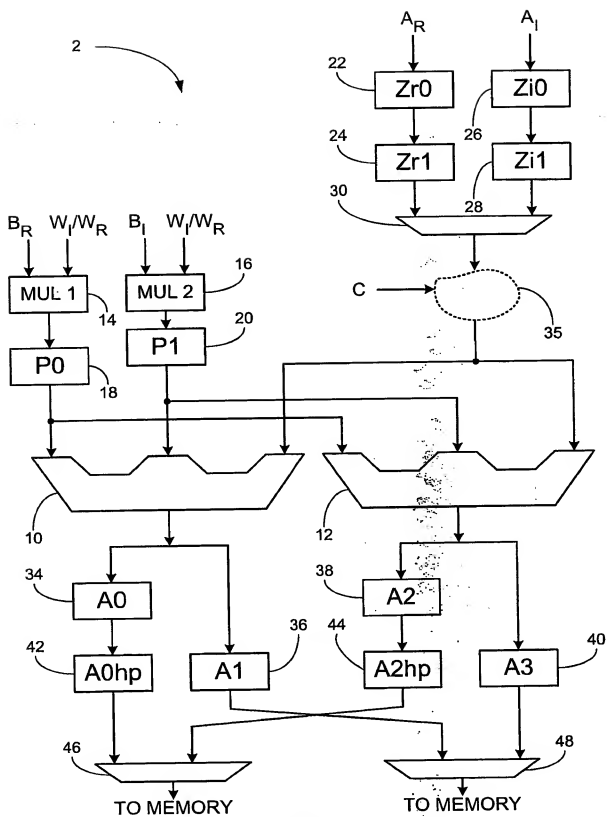 A_R A_I
2
22 Zr0 Zi0 26
24 Zr1 Zi1 28
30
B_R W_I/W_R B_I W_I/W_R
MUL 1 14 MUL 2 16
C 35
P0 18 P1 20
10 12
34 A0 38 A2
42 A0hp A1 36 44 A2hp A3 40
46 48
TO MEMORY TO MEMORY